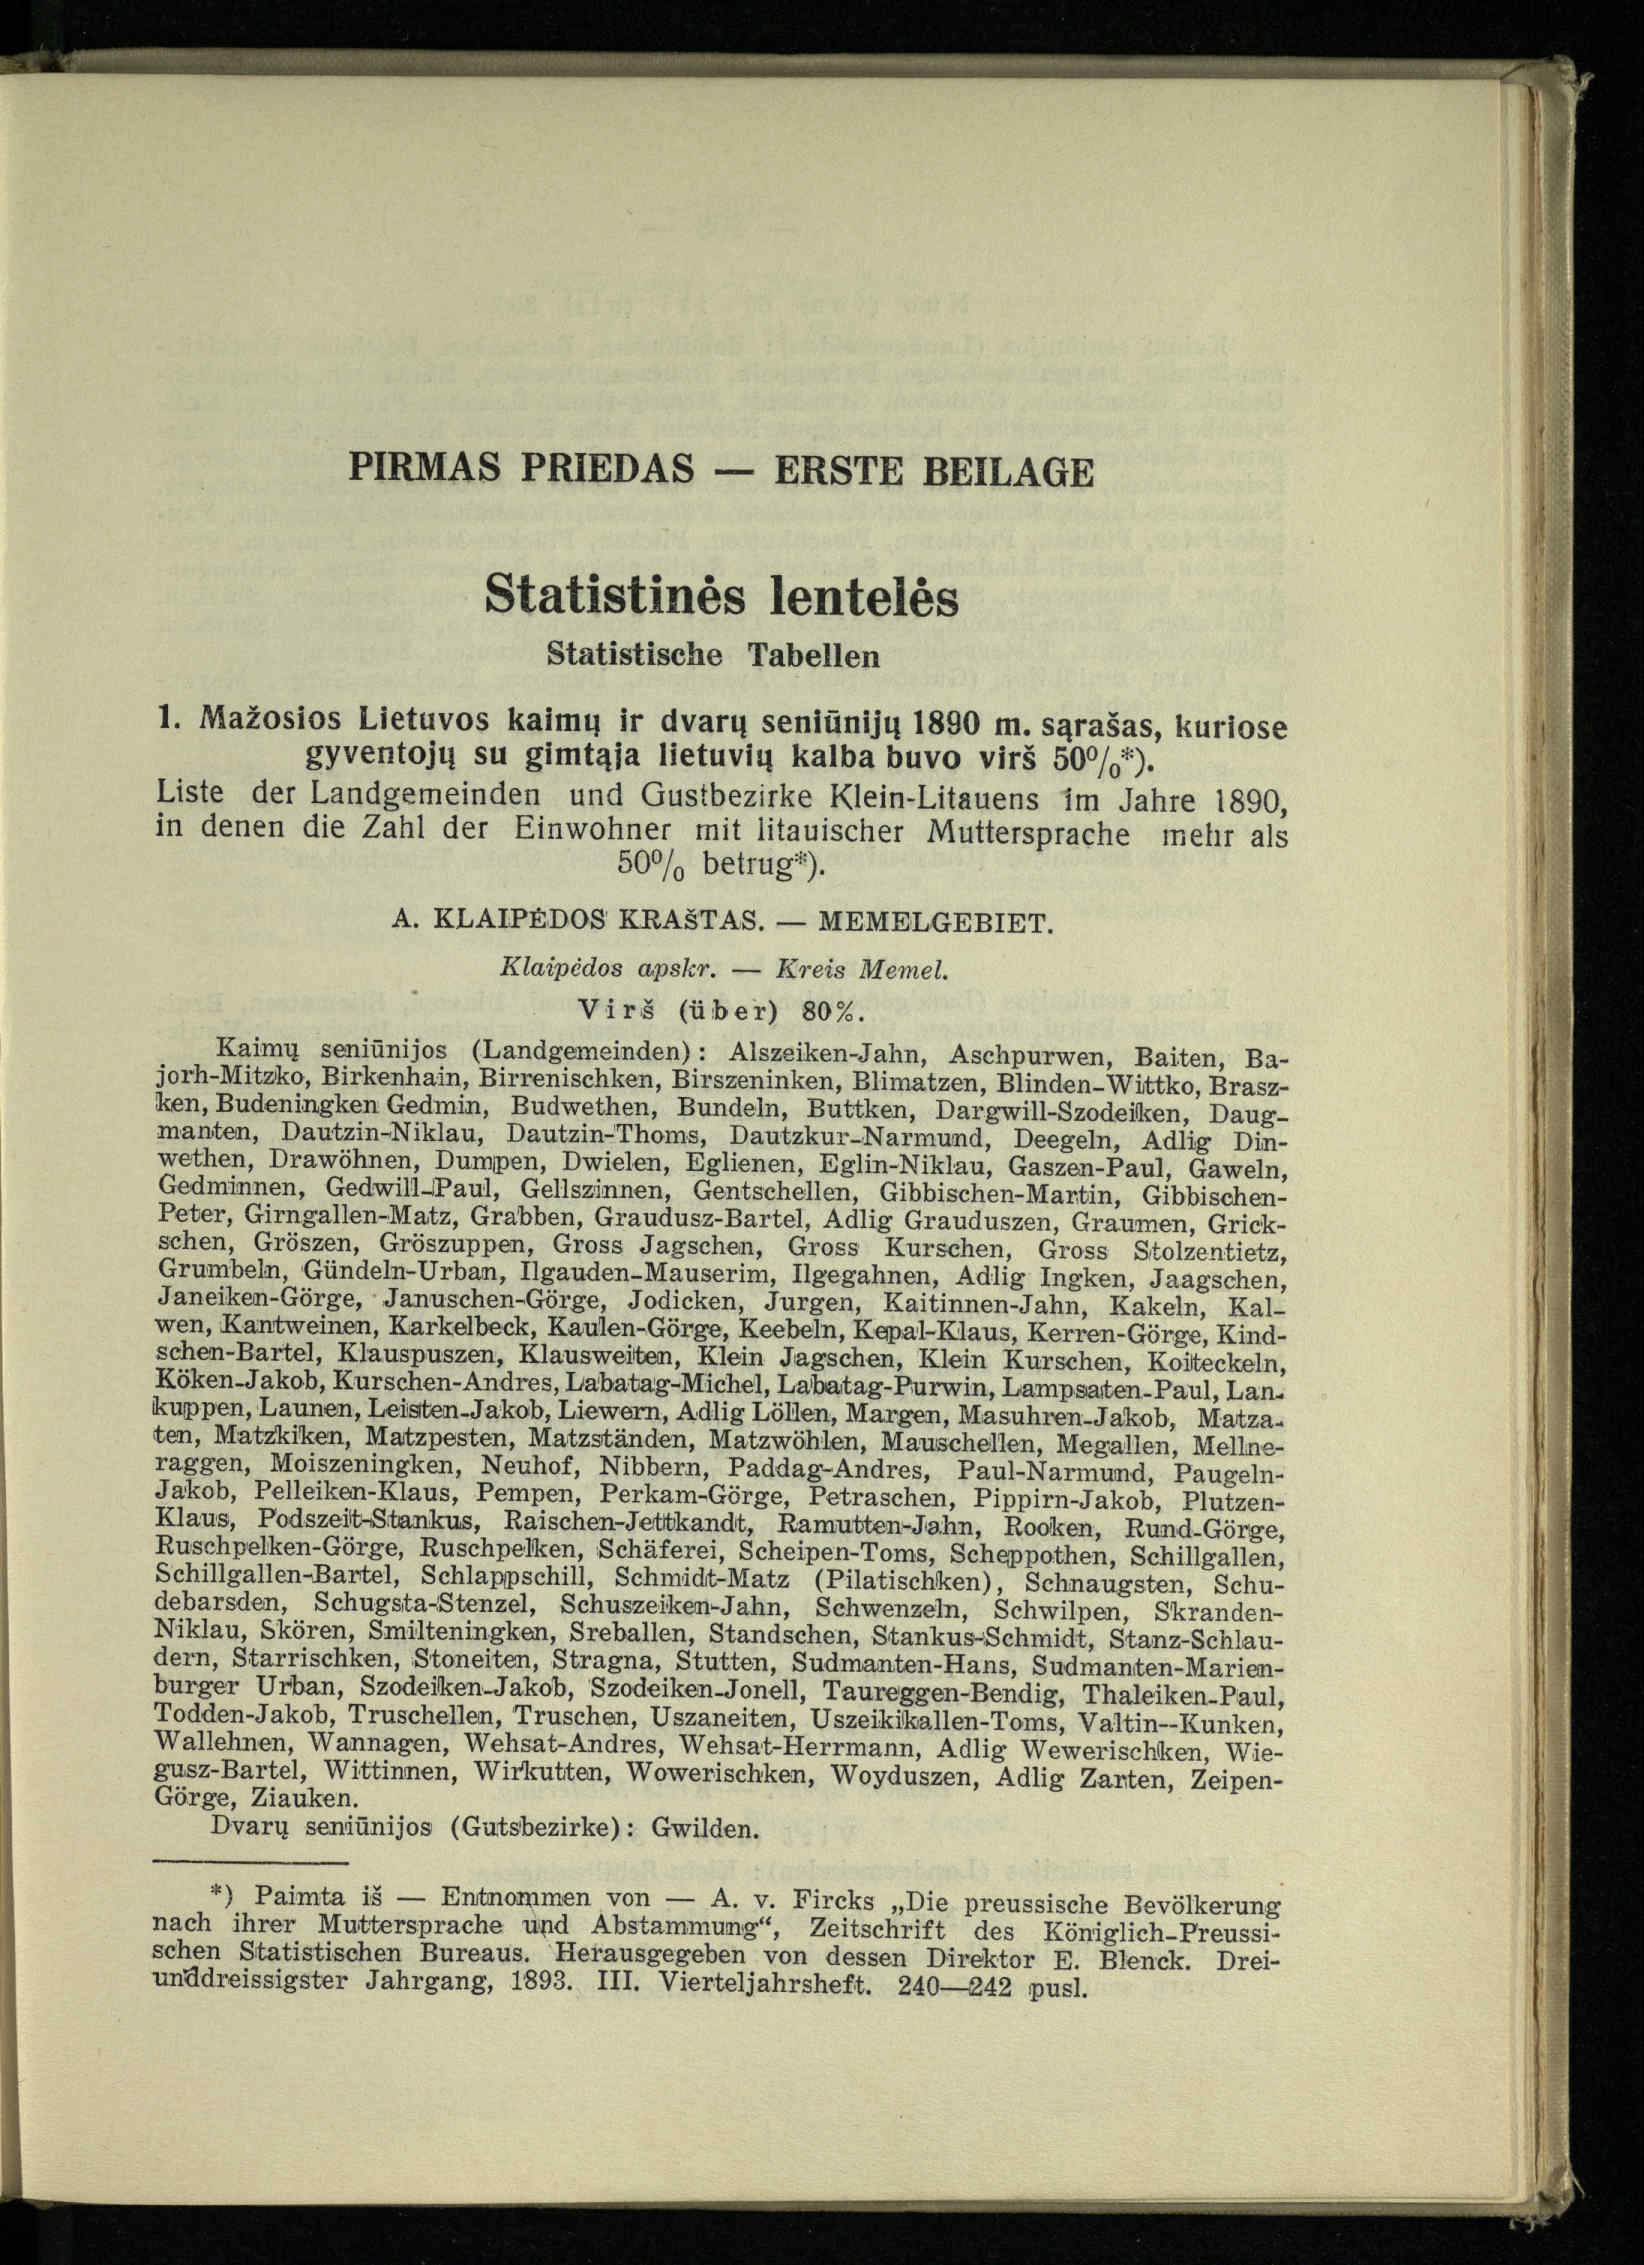 PIRMAS PRIEDAS — ERSTE BEILAGE
Statistinės lentelės
Statistische Tabellen
1. Mažosios Lietuvos kaimų ir dvarų seniūnijų 1890 m. sąrašas, kuriose
gyventojų su gimtąja lietuvių kalba buvo virš 50%*).
Liste der Landgemeinden und Gustbezirke Klein-Litauens im Jahre 1890,
in denen die Zahl der Einwohner mit litauischer Muttersprache mehr als
50% betrug*).
A. KLAIPĖDOS KRAŠTAS. — MEMELGEBIET.
Klaipėdos apskr. — Kreis Memel.
Virš (über) 80%.
Kaimų seniūnijos (Landgemeinden): Alszeiken-Jahn, Aschpurwen, Baiten, Ba-
jorh-Mitzko, Birkenhain, Birrenischken, Birszeninken, Blimatzen, Blinden-Wittko, Brasz-
ken, Budeningken Gedmin, Budwethen, Bundeln, Buttken, Dargwill-Szodeiken, Daug-
manten, Dautzin-Niklau, Dautzin-Thoms, Dautzkur-Narmund, Deegeln, Adlig Din-
wethen, Drawöhnen, Dumpen, Dwielen, Eglienen, Eglin-Niklau, Gaszen-Paul, Gaweln,
Gedminnen, Gedwill-Paul, Gellszinnen, Gentschellen, Gibbischen-Martin, Gibbischen-
Peter, Girngallen-Matz, Grabben, Graudusz-Bartel, Adlig Grauduszen, Graumen, Grick-
schen, Gröszen, Gröszuppen, Gross Jagschen, Gross Kurschen, Gross Stolzentietz,
Grumbeln, Gündeln-Urban, Ilgauden-Mauserim, Ilgegahnen, Adlig Ingken, Jaagschen,
Janeiken-Görge, Januschen-Görge, Jodicken, Jurgen, Kaitinnen-Jahn, Kakeln, Kal-
wen, Kantweinen, Karkelbeck, Kaulen-Görge, Keebeln, Kepal-Klaus, Kerren-Görge, Kind-
schen-Bartel, Klauspuszen, Klausweiten, Klein Jagschen, Klein Kurschen, Koiteckeln,
Köken-Jakob, Kurschen-Andres, Labatag-Michel, Labatag-Purwin, Lampsaten-Paul, Lan-
kuppen, Launen, Leisten-Jakob, Liewern, Adlig Löllen, Margen, Masuhren-Jakob, Matza-
ten, Matzkiken, Matzpesten, Matzständen, Matzwöhlen, Mauschellen, Megallen, Mellne-
raggen, Moiszeningken, Neuhof, Nibbern, Paddag-Andres, Paul-Narmund, Paugeln-
Jakob, Pelleiken-Klaus, Pempen, Perkam-Görge, Petraschen, Pippirn-Jakob, Plutzen-
Klaus, Podszeit-Stankus, Raischen-Jettkandt, Ramutten-Jahn, Rooken, Rund-Görge,
Ruschpelken-Görge, Ruschpelken, Schäferei, Scheipen-Toms, Scheppothen, Schillgallen,
Schillgallen-Bartel, Schlappschill, Schmidt-Matz (Pilatischken), Schnaugsten, Schu-
debarsden, Schugsta-Stenzel, Schuszeiken-Jahn, Schwenzeln, Schwilpen, Skranden-
Niklau, Skören, Smilteningken, Sreballen, Standschen, Stankus-Schmidt, Stanz-Schlau-
dern, Starrischken, Stoneiten, Stragna, Stutten, Sudmanten-Hans, Sudmanten-Marien-
burger Urban, Szodeiken-Jakob, Szodeiken-Jonell, Taureggen-Bendig, Thaleiken-Paul,
Todden-Jakob, Truschellen, Truschen, Uszaneiten, Uszeikikallen-Toms, Valtin--Kunken,
Wallehnen, Wannagen, Wehsat-Andres, Wehsat-Herrmann, Adlig Wewerischken, Wie-
gusz-Bartel, Wittinnen, Wirkutten, Wowerischken, Woyduszen, Adlig Zarten, Zeipen-
Görge, Ziauken.
Dvarų seniūnijos (Gutsbezirke): Gwilden.
*) Paimta iš — Entnommen von — A. v. Fircks „Die preussische Bevölkerung
nach ihrer Muttersprache und Abstammung“, Zeitschrift des Königlich-Preussi-
schen Statistischen Bureaus. Herausgegeben von dessen Direktor E. Blenck. Drei-
unddreissigster Jahrgang, 1893. III. Vierteljahrsheft. 240—242 pusl.